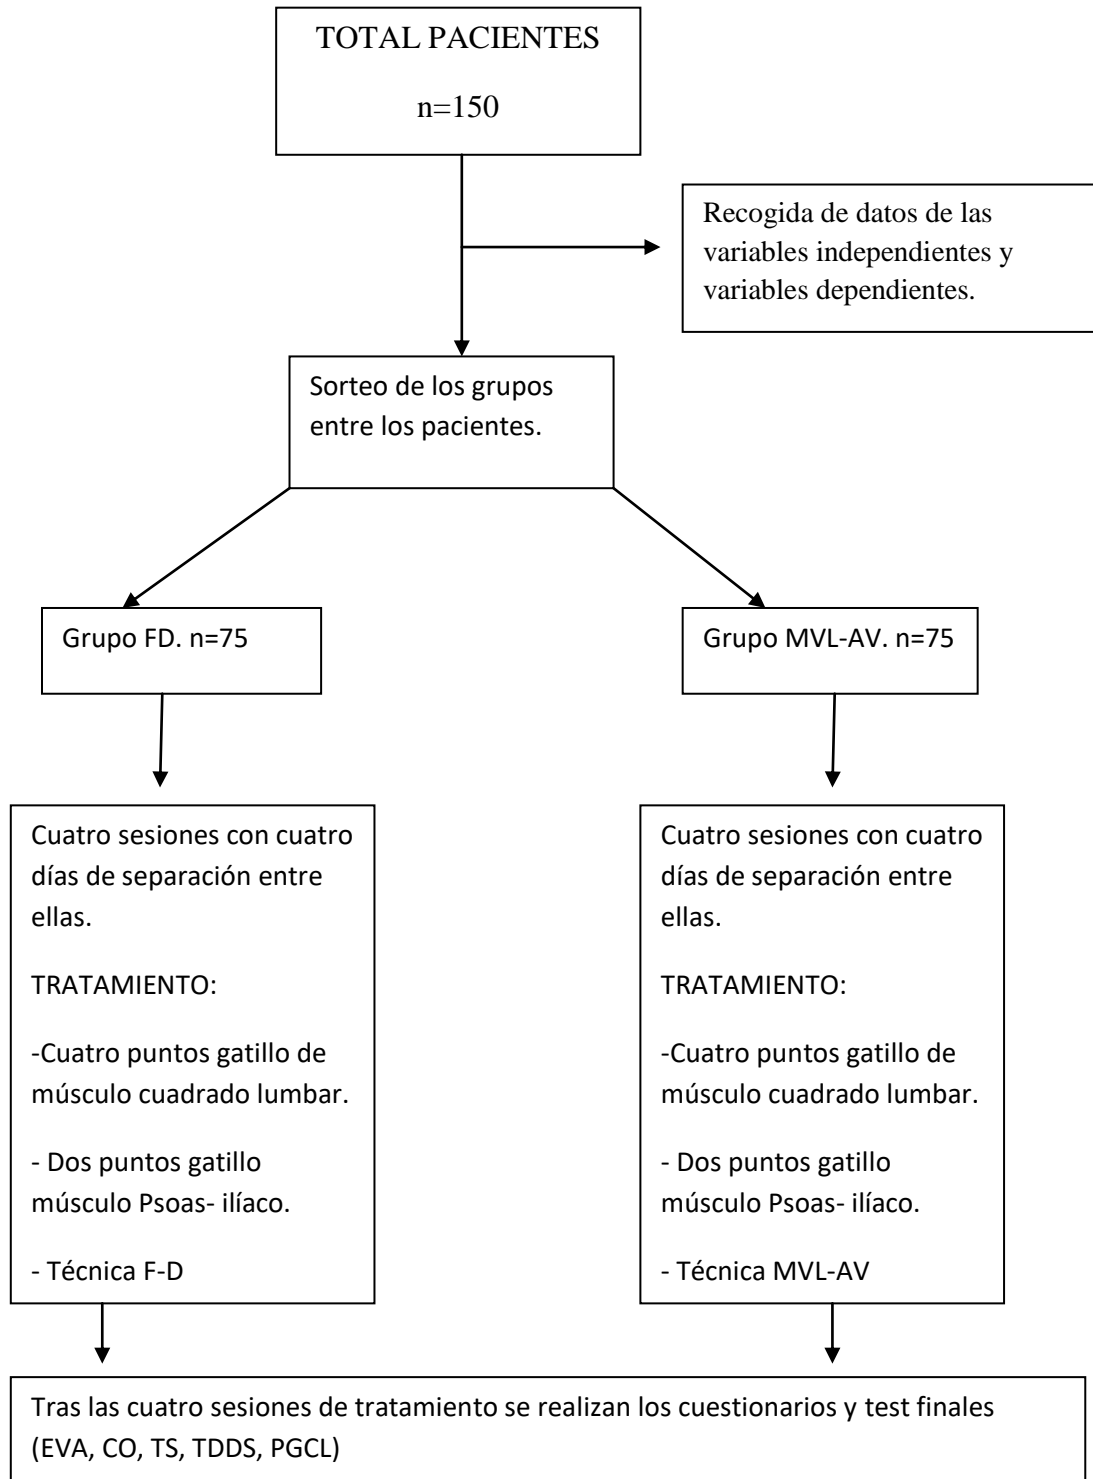 TOTAL PACIENTES
n=150
Recogida de datos de las
variables independientes y
variables dependientes.
Sorteo de los grupos
entre los pacientes.
Grupo FD. n=75
Grupo MVL-AV. n=75
Cuatro sesiones con cuatro
días de separación entre
ellas.
TRATAMIENTO:
-Cuatro puntos gatillo de
músculo cuadrado lumbar.
- Dos puntos gatillo
músculo Psoas- ilíaco.
- Técnica F-D
Cuatro sesiones con cuatro
días de separación entre
ellas.
TRATAMIENTO:
-Cuatro puntos gatillo de
músculo cuadrado lumbar.
- Dos puntos gatillo
músculo Psoas- ilíaco.
- Técnica MVL-AV
Tras las cuatro sesiones de tratamiento se realizan los cuestionarios y test finales
(EVA, CO, TS, TDDS, PGCL)